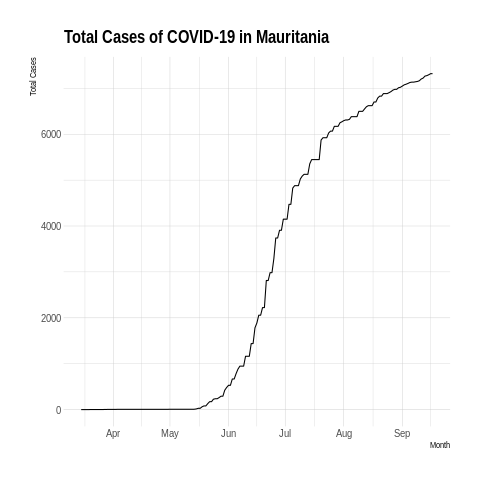 Total Cases of COVID-19 in Mauritania
Total Cases
6000
4000
2000
0
Apr May Jun Jul Aug Sep
Month